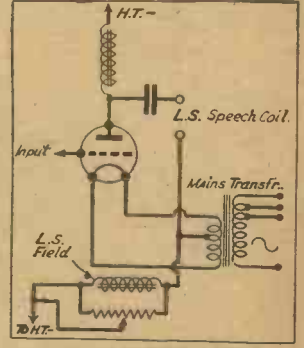 H.T.-
L.S. Speech Coil.
Input
Mains Transfr.
L.S.
Field
To H.T.-